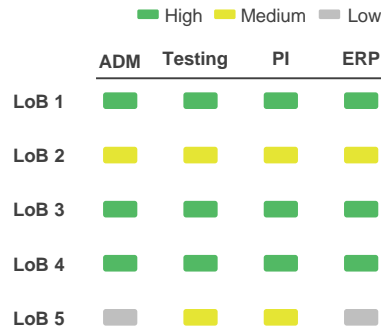 High Medium Low
ADM Testing PI ERP
LoB 1
LoB 2
LoB 3
LoB 4
LoB 5